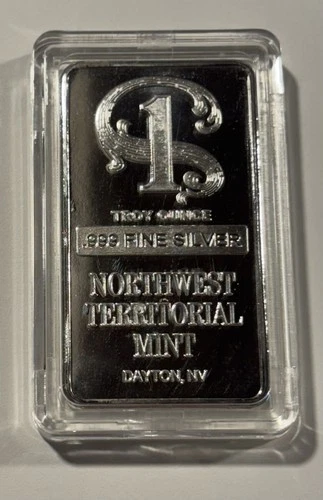 1
TROY OUNCE
.999 FINE SILVER
NORTHWEST
TERRITORIAL
MINT
DAYTON, NV